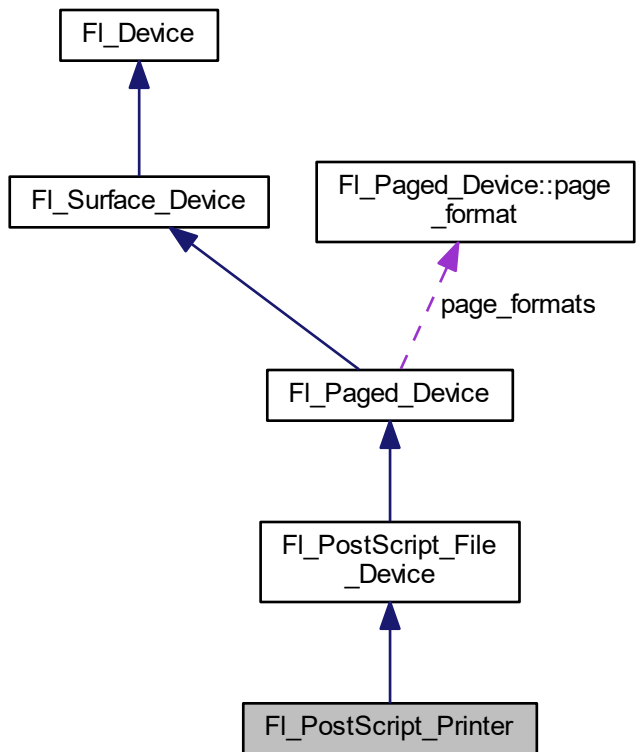 Fl_Device
Fl_Surface_Device
Fl_Paged_Device::page
_format
page_formats
Fl_Paged_Device
Fl_PostScript_File
_Device
Fl_PostScript_Printer